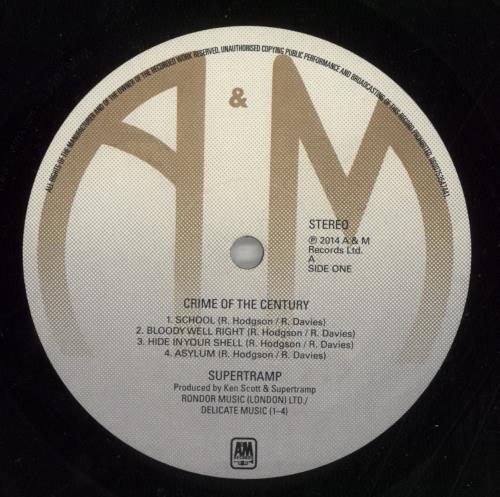 ALL RIGHTS OF THE MANUFACTURER AND OF THE OWNER OF THE RECORDED WORK RESERVED. UNAUTHORISED COPYING PUBLIC PERFORMANCE AND BROADCASTING OF THIS RECORD PROHIBITED.
A & M
STEREO
℗ 2014 A & M
Records Ltd.
A
SIDE ONE
CRIME OF THE CENTURY
1. SCHOOL (R. Hodgson / R. Davies)
2. BLOODY WELL RIGHT (R. Hodgson / R. Davies)
3. HIDE IN YOUR SHELL (R. Hodgson / R. Davies)
4. ASYLUM (R. Hodgson / R. Davies)
SUPERTRAMP
Produced by Ken Scott & Supertramp
RONDOR MUSIC (LONDON) LTD./
DELICATE MUSIC (1–4)
A&M